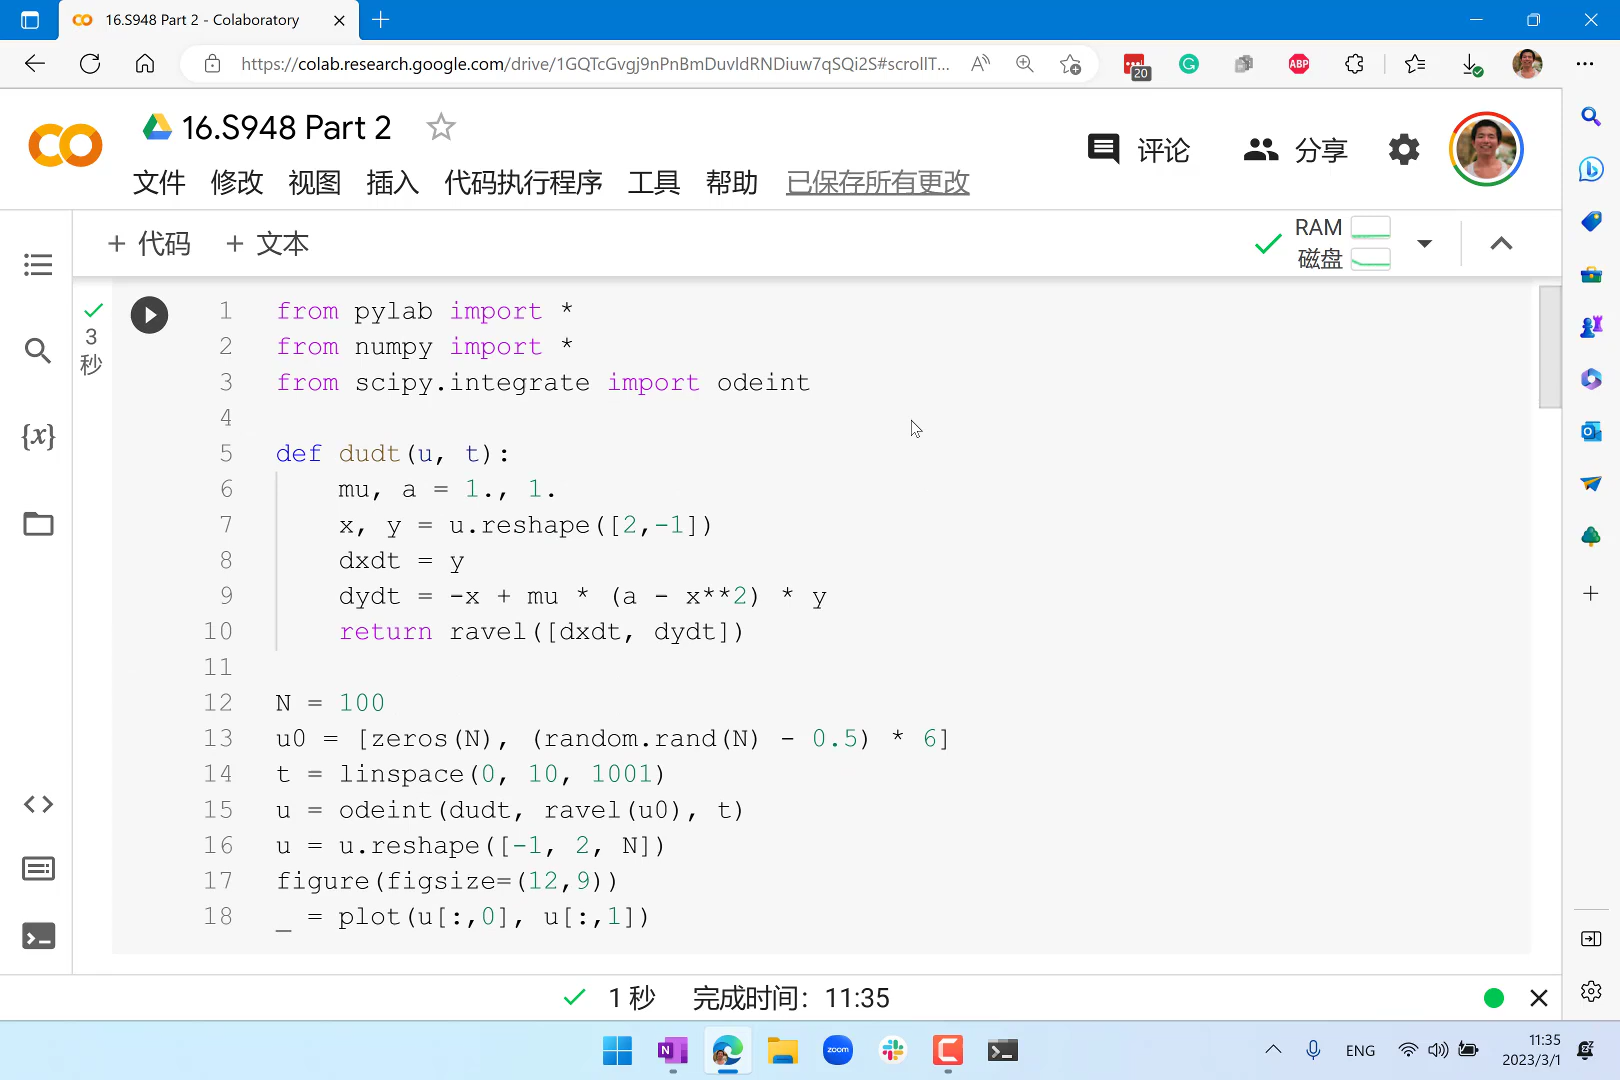 16.S948 Part 2 - Colaboratory
https://colab.research.google.com/drive/1GQTcGvgj9nPnBmDuvldRNDiuw7qSQi2S#scrollT...
20
ABP
16.S948 Part 2
评论
分享
文件 修改 视图 插入 代码执行程序 工具 帮助 已保存所有更改
+ 代码 + 文本
RAM
磁盘
3
秒
{x}
1 from pylab import *
2 from numpy import *
3 from scipy.integrate import odeint
4
5 def dudt(u, t):
6 mu, a = 1., 1.
7 x, y = u.reshape([2,-1])
8 dxdt = y
9 dydt = -x + mu * (a - x**2) * y
10 return ravel([dxdt, dydt])
11
12 N = 100
13 u0 = [zeros(N), (random.rand(N) - 0.5) * 6]
14 t = linspace(0, 10, 1001)
15 u = odeint(dudt, ravel(u0), t)
16 u = u.reshape([-1, 2, N])
17 figure(figsize=(12,9))
18 _ = plot(u[:,0], u[:,1])
1 秒 完成时间：11:35
zoom
ENG
11:35
2023/3/1